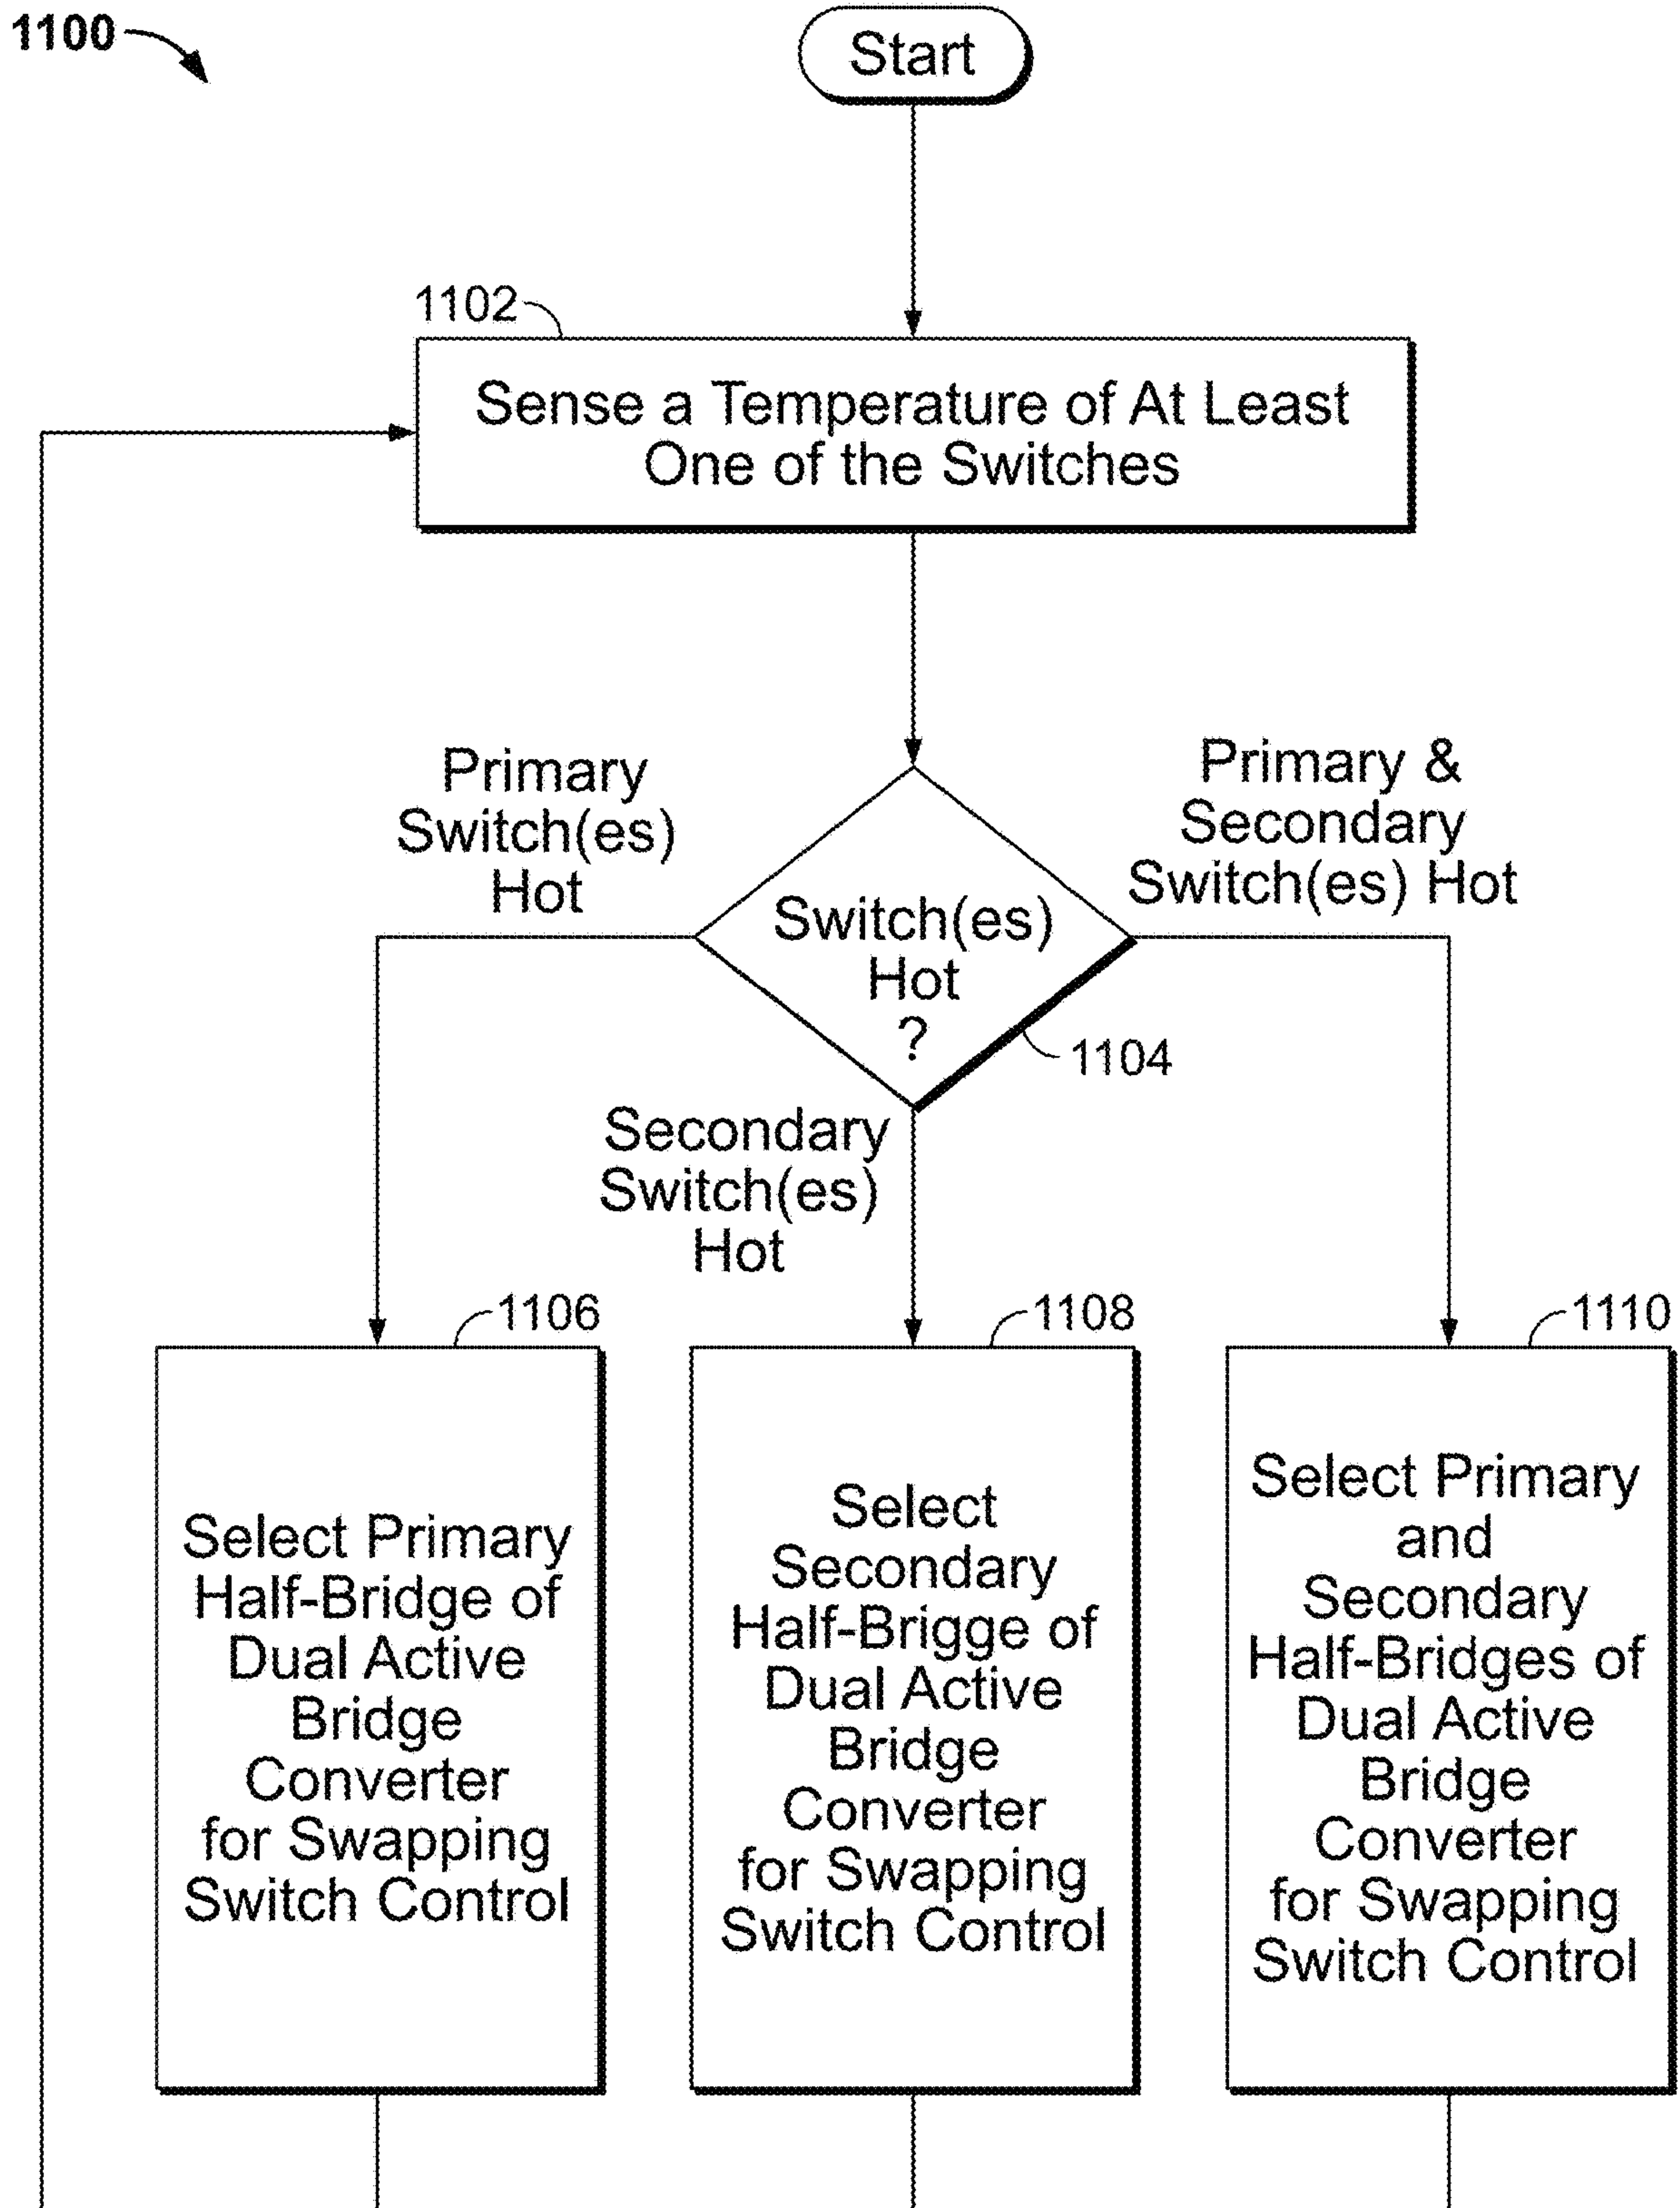 1100
Start
1102
Sense a Temperature of At Least
One of the Switches
Primary
Switch(es)
Hot
Primary &
Secondary
Switch(es) Hot
Switch(es)
Hot
?
1104
Secondary
Switch(es)
Hot
1106
Select Primary
Half-Bridge of
Dual Active
Bridge
Converter
for Swapping
Switch Control
1108
Select
Secondary
Half-Brigge of
Dual Active
Bridge
Converter
for Swapping
Switch Control
1110
Select Primary
and
Secondary
Half-Bridges of
Dual Active
Bridge
Converter
for Swapping
Switch Control